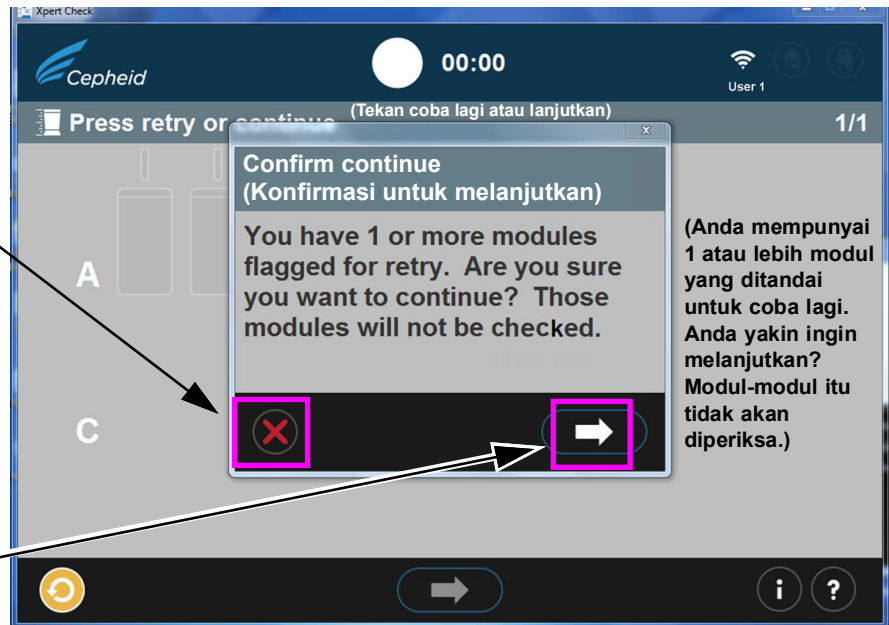 Xpert Check
Cepheid
00:00
User 1
(Tekan coba lagi atau lanjutkan)
Press retry or continue
1/1
Confirm continue
(Konfirmasi untuk melanjutkan)
You have 1 or more modules
flagged for retry. Are you sure
you want to continue? Those
modules will not be checked.
(Anda mempunyai
1 atau lebih modul
yang ditandai
untuk coba lagi.
Anda yakin ingin
melanjutkan?
Modul-modul itu
tidak akan
diperiksa.)
A
C
i
?